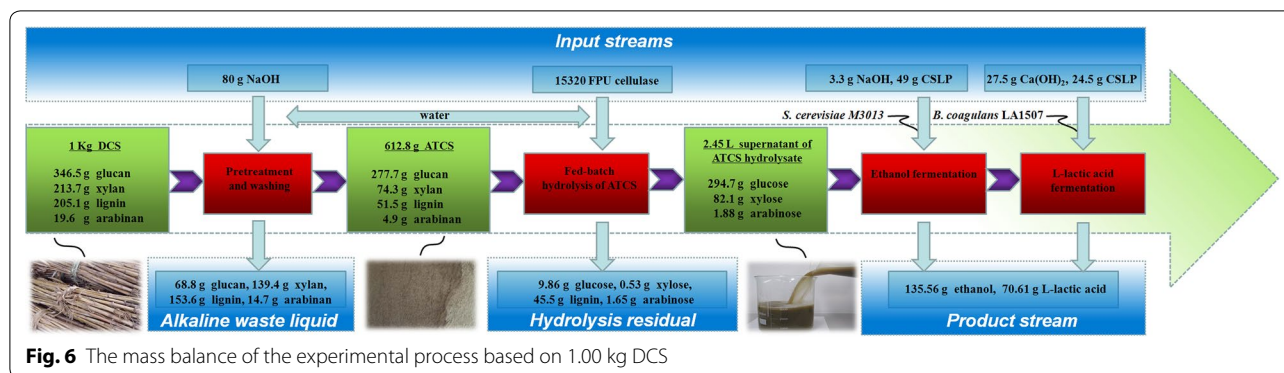 Input streams
80 g NaOH
15320 FPU cellulase
3.3 g NaOH, 49 g CSLP
27.5 g Ca(OH)₂, 24.5 g CSLP
water
S. cerevisiae M3013
B. coagulans LA1507
1 Kg DCS
346.5 g glucan
213.7 g xylan
205.1 g lignin
19.6 g arabinan
Pretreatment
and washing
612.8 g ATCS
277.7 g glucan
74.3 g xylan
51.5 g lignin
4.9 g arabinan
Fed-batch
hydrolysis of ATCS
2.45 L supernatant of
ATCS hydrolysate
294.7 g glucose
82.1 g xylose
1.88 g arabinose
Ethanol fermentation
L-lactic acid
fermentation
68.8 g glucan, 139.4 g xylan,
153.6 g lignin, 14.7 g arabinan
Alkaline waste liquid
9.86 g glucose, 0.53 g xylose,
45.5 g lignin, 1.65 g arabinose
Hydrolysis residual
135.56 g ethanol, 70.61 g L-lactic acid
Product stream
Fig. 6 The mass balance of the experimental process based on 1.00 kg DCS